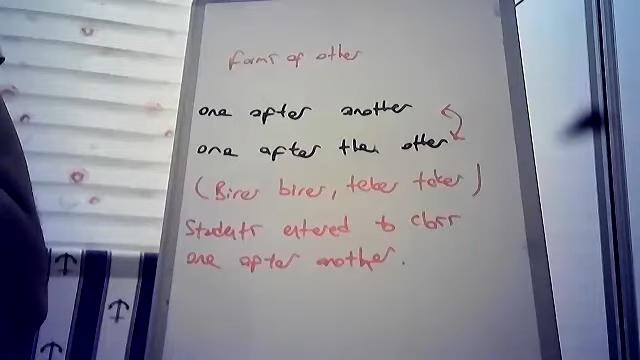 forms of other
one after another
one after the other
(Birer birer, teker teker)
Students entered to class
one after another.